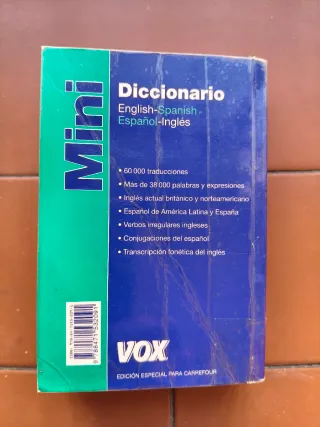 Mini
Diccionario
English-Spanish
Español-Inglés
• 60 000 traducciones
• Más de 38 000 palabras y expresiones
• Inglés actual británico y norteamericano
• Español de América Latina y España
• Verbos irregulares ingleses
• Conjugaciones del español
• Transcripción fonética del inglés
VOX
EDICIÓN ESPECIAL PARA CARREFOUR